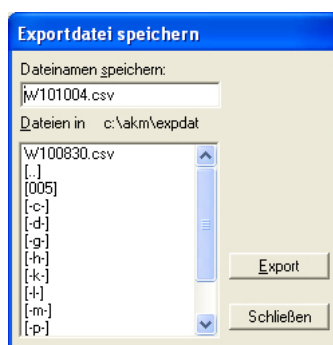 Exportdatei speichern
Dateinamen speichern:
W101004.csv
Dateien in c:\akm\expdat
W100830.csv
[..]
[005]
[-c-]
[-d-]
[-g-]
[-h-]
[-k-]
[-l-]
[-m-]
[-p-]
Export
Schließen